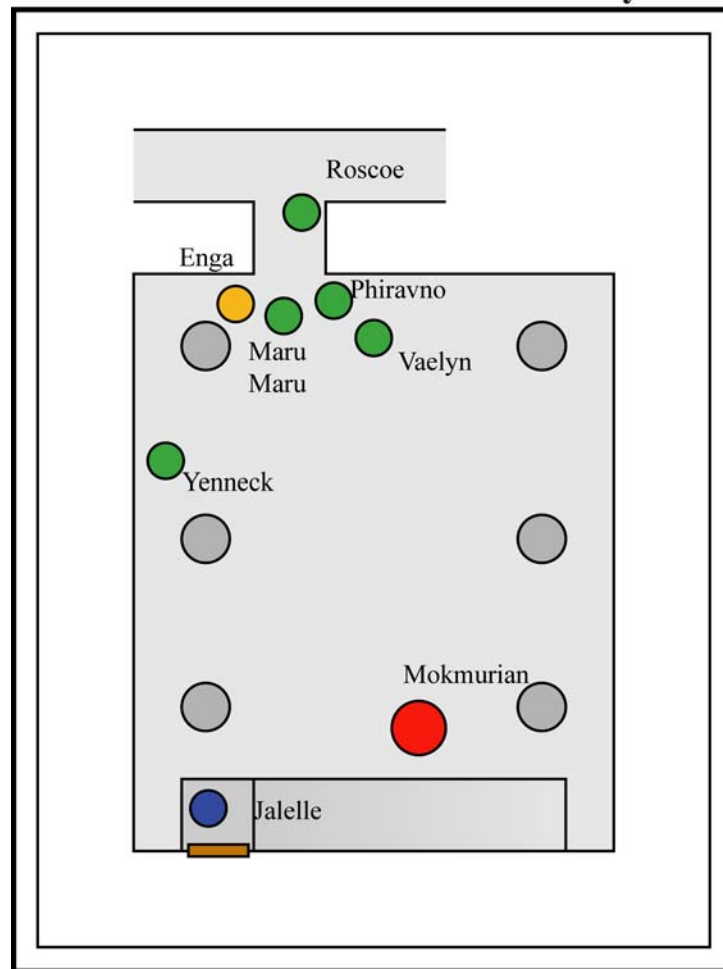 Roscoe
Enga
Phiravno
Maru
Maru
Vaelyn
Yenneck
Mokmurian
Jalelle